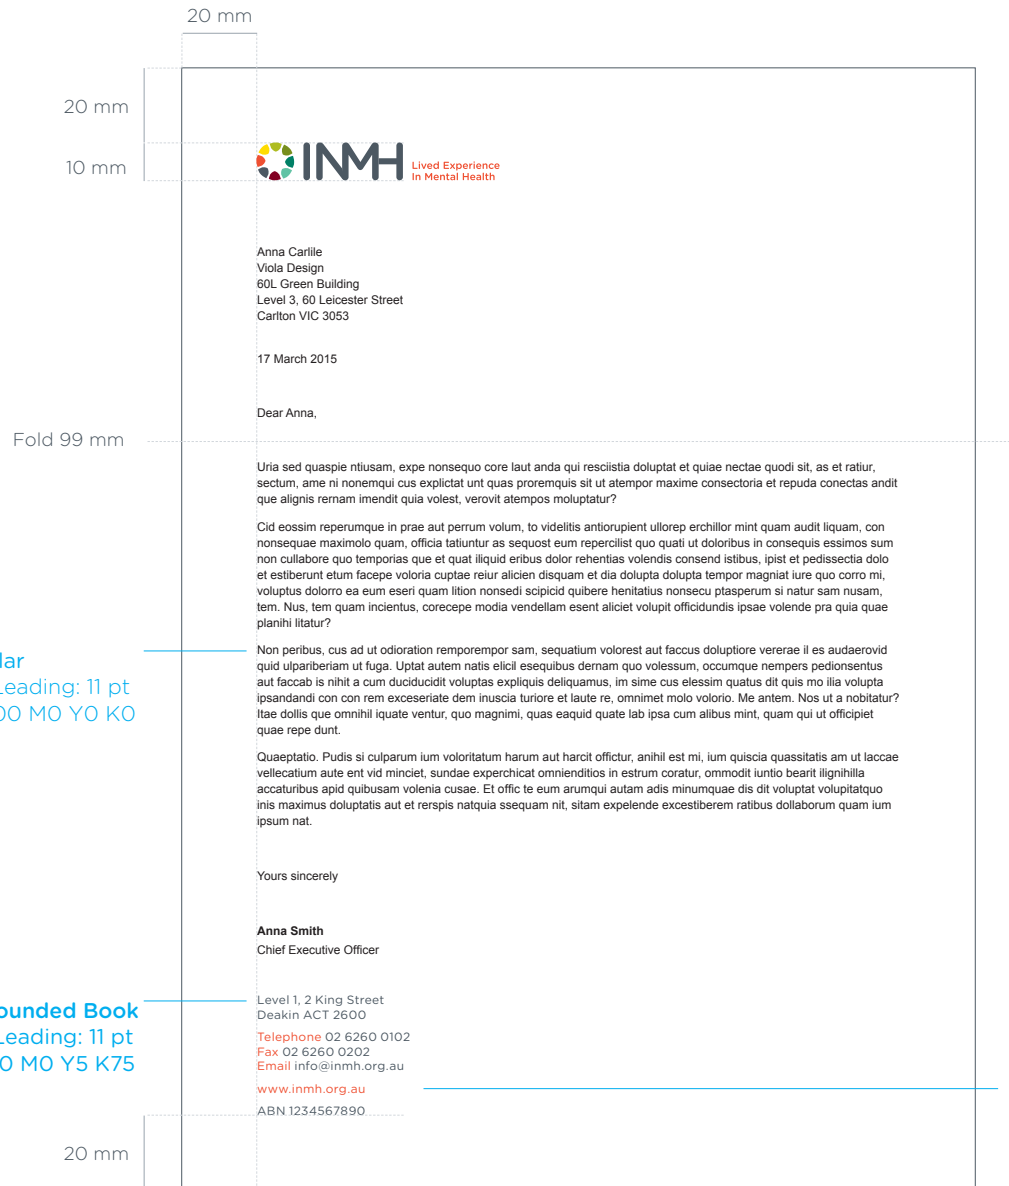 20 mm
20 mm
10 mm
INMH
Lived Experience
In Mental Health
Anna Carlile
Viola Design
60L Green Building
Level 3, 60 Leicester Street
Carlton VIC 3053
17 March 2015
Dear Anna,
Fold 99 mm
Uria sed quaspie ntiusam, expe nonsequo core laut anda qui resciistia doluptat et quiae nectae quodi sit, as et ratiur,
sectum, ame ni nonemqui cus explictat unt quas proremquis sit ut atempor maxime consectoria et repuda conectas andit
que alignis rernam imendit quia volest, verovit atempos moluptatur?
Cid eossim reperumque in prae aut perrum volum, to videlitis antiorupient ullorep erchillor mint quam audit liquam, con
nonsequae maximolo quam, officia tatiuntur as sequost eum repercilist quo quati ut doloribus in consequis essimos sum
non cullabore quo temporias que et quat iliquid eribus dolor rehentias volendis consend istibus, ipist et pedissectia dolo
et estiberunt etum facepe voloria cuptae reiur alicien disquam et dia dolupta dolupta tempor magniat iure quo corro mi,
voluptus dolorro ea eum eseri quam lition nonsedi scipicid quibere henitatius nonsecu ptasperum si natur sam nusam,
tem. Nus, tem quam incientus, corecepe modia vendellam esent aliciet volupit officidundis ipsae volende pra quia quae
planihi litatur?
Non peribus, cus ad ut odioration remporempor sam, sequatium volorest aut faccus doluptiore vererae il es audaerovid
quid ulpariberiam ut fuga. Uptat autem natis elicil esequibus dernam quo volessum, occumque nempers pedionsentus
aut faccab is nihit a cum duciducidit voluptas expliquis deliquamus, im sime cus elessim quatus dit quis mo ilia volupta
ipsandandi con con rem exceseriate dem inuscia turiore et laute re, omnimet molo volorio. Me antem. Nos ut a nobitatur?
Itae dollis que omnihil iquate ventur, quo magnimi, quas eaquid quate lab ipsa cum alibus mint, quam qui ut officipiet
quae repe dunt.
lar
Leading: 11 pt
00 M0 Y0 K0
Quaeptatio. Pudis si culparum ium voloritatum harum aut harcit offictur, anihil est mi, ium quiscia quassitatis am ut laccae
vellecatium aute ent vid minciet, sundae experchicat omnienditios in estrum coratur, ommodit iuntio bearit ilignihilla
accaturibus apid quibusam volenia cusae. Et offic te eum arumqui autam adis minumquae dis dit voluptat volupitatquo
inis maximus doluptatis aut et rerspis natquia ssequam nit, sitam expelende excestiberem ratibus dollaborum quam ium
ipsum nat.
Yours sincerely
Anna Smith
Chief Executive Officer
ounded Book
Leading: 11 pt
0 M0 Y5 K75
Level 1, 2 King Street
Deakin ACT 2600
Telephone 02 6260 0102
Fax 02 6260 0202
Email info@inmh.org.au
www.inmh.org.au
ABN 1234567890
20 mm